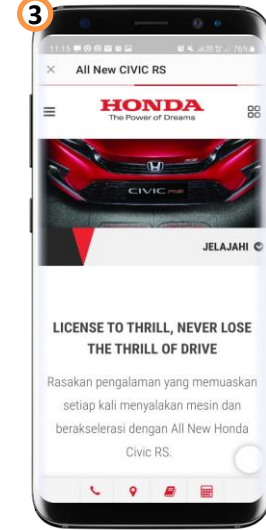 3
11:15
76%
× All New CIVIC RS
HONDA
The Power of Dreams
CIVIC RS
JELAJAHI
LICENSE TO THRILL, NEVER LOSE
THE THRILL OF DRIVE
Rasakan pengalaman yang memuaskan
setiap kali menyalakan mesin dan
berakselerasi dengan All New Honda
Civic RS.